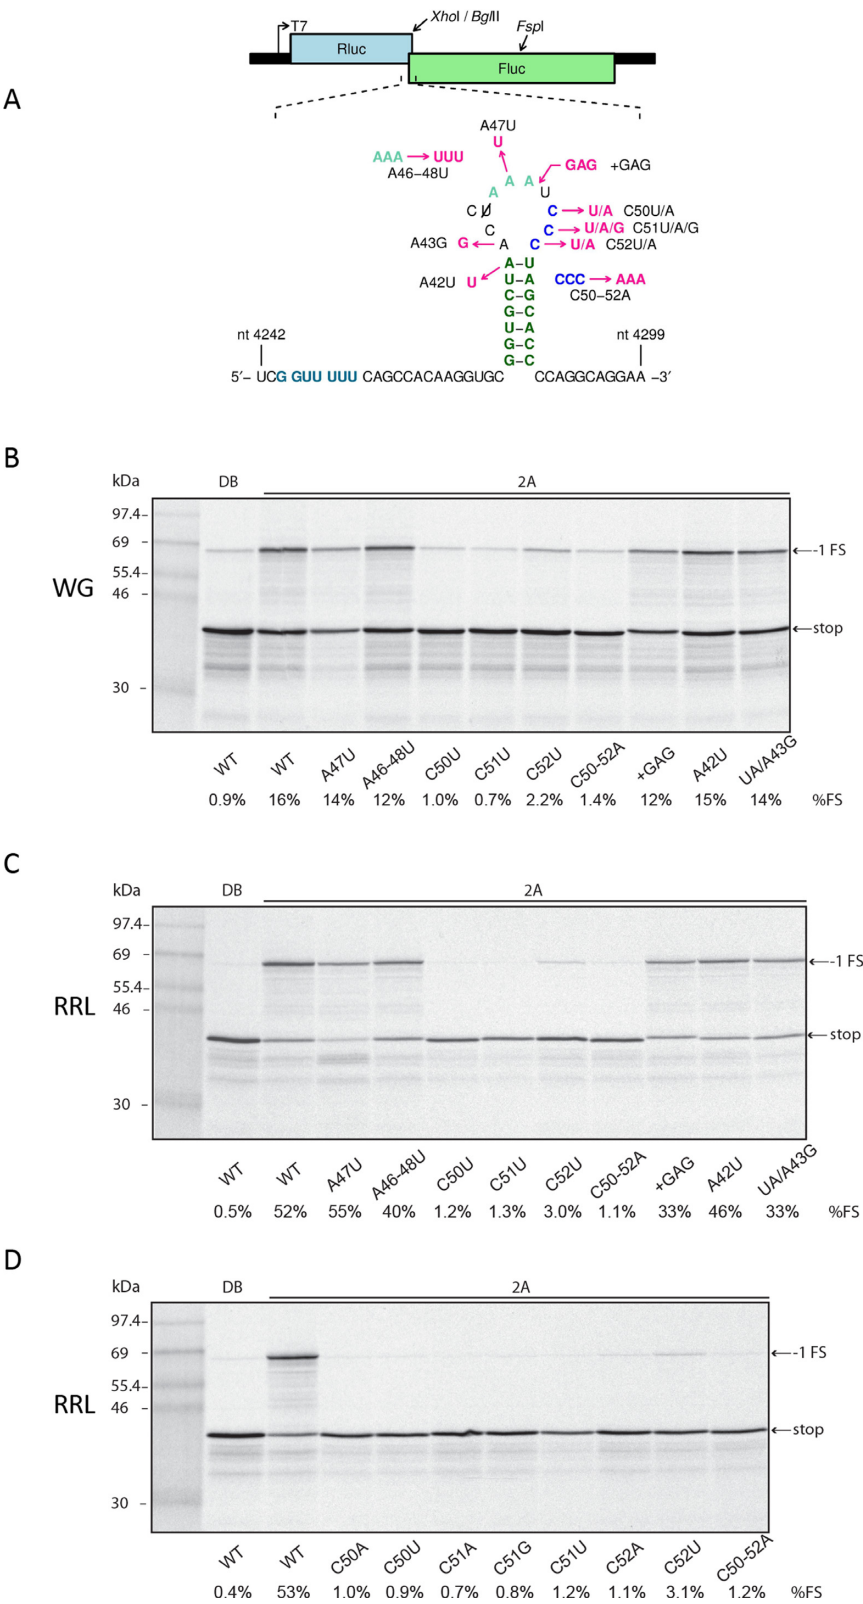 XhoI / BglII
T7
FspI
Rluc
Fluc
A
A47U
U
AAA → UUU
GAG +GAG
A46–48U
A A A U
C U
C → U/A C50U/A
C
C → U/A/G C51U/A/G
A43G G ← A
C → U/A C52U/A
A–U
A42U U
U–A
CCC → AAA
C–G
C50–52A
G–C
U–A
nt 4242
nt 4299
G–C
G–C
5′– UCG GUU UUU CAGCCACAAGGUGC CCAGGCAGGAA –3′
B
kDa DB 2A
97.4–
69 –
←-1 FS
55.4–
WG
46 –
←stop
30 –
WT WT A47U A46-48U C50U C51U C52U C50-52A +GAG A42U UA/A43G
0.9% 16% 14% 12% 1.0% 0.7% 2.2% 1.4% 12% 15% 14% %FS
C
kDa DB 2A
97.4–
69 –
←-1 FS
55.4–
RRL
46 –
←stop
30 –
WT WT A47U A46-48U C50U C51U C52U C50-52A +GAG A42U UA/A43G
0.5% 52% 55% 40% 1.2% 1.3% 3.0% 1.1% 33% 46% 33% %FS
D
kDa DB 2A
97.4–
69 –
←-1 FS
55.4–
RRL
46 –
←stop
30 –
WT WT C50A C50U C51A C51G C51U C52A C52U C50-52A
0.4% 53% 1.0% 0.9% 0.7% 0.8% 1.2% 1.1% 3.1% 1.2% %FS